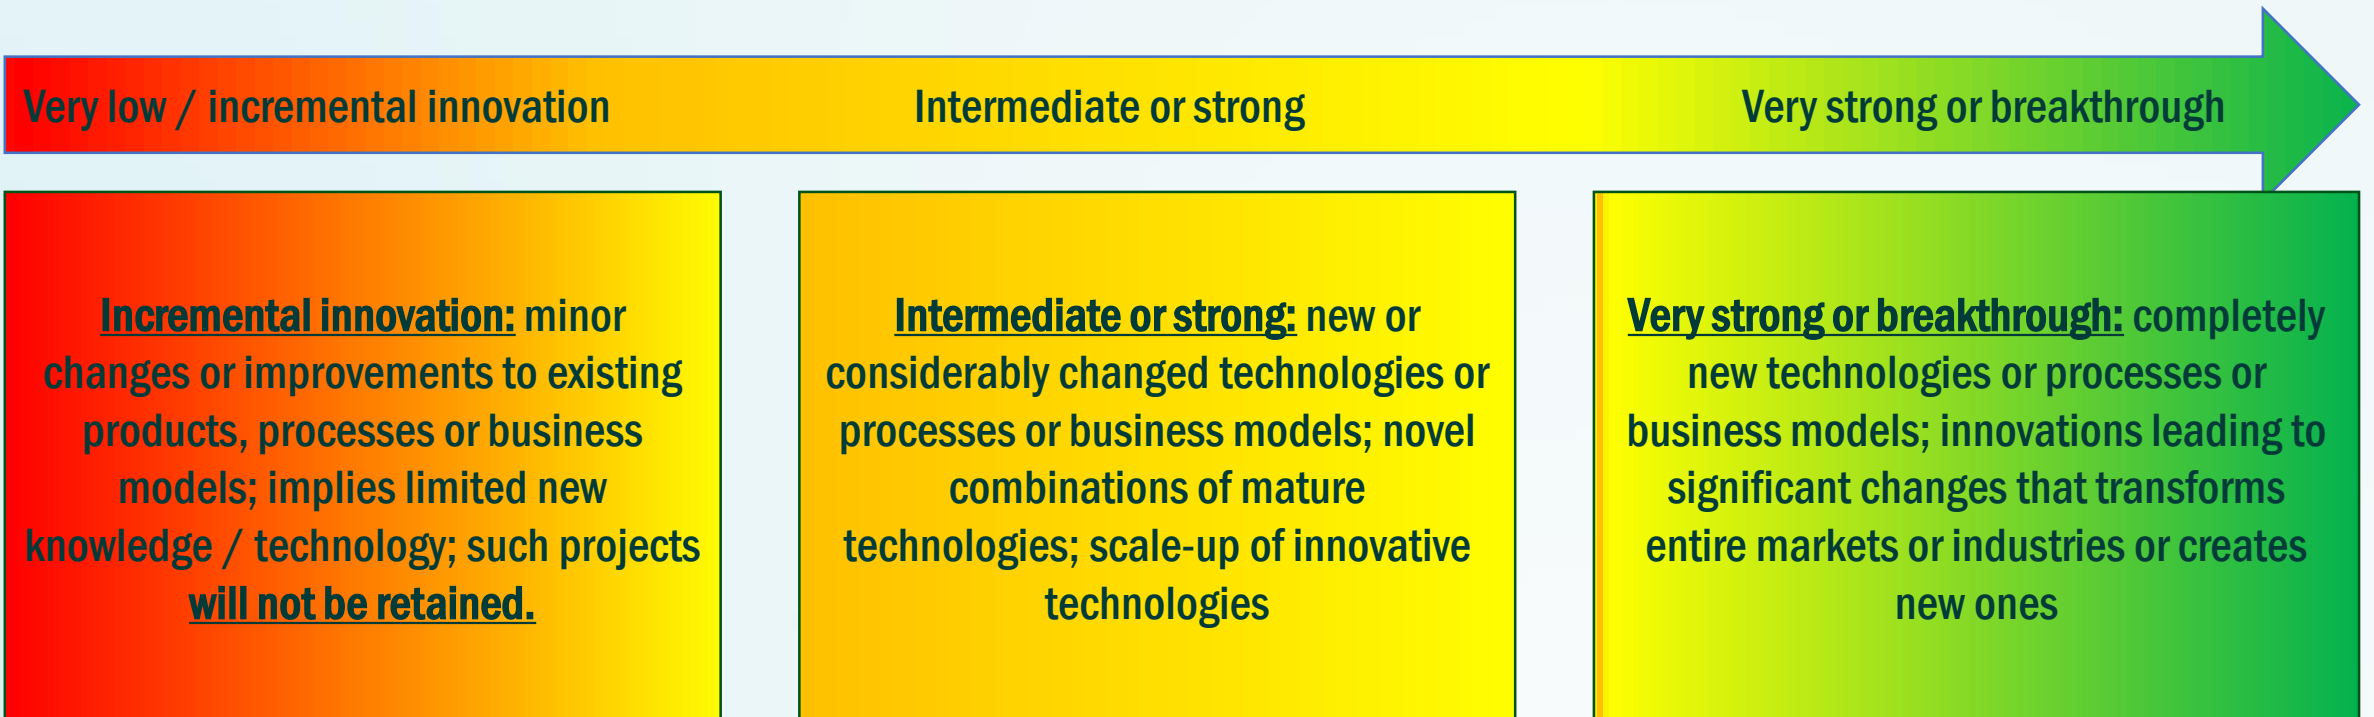 Very low / incremental innovation
Intermediate or strong
Very strong or breakthrough
Incremental innovation: minor
changes or improvements to existing
products, processes or business
models; implies limited new
knowledge / technology; such projects
will not be retained.
Intermediate or strong: new or
considerably changed technologies or
processes or business models; novel
combinations of mature
technologies; scale-up of innovative
technologies
Very strong or breakthrough: completely
new technologies or processes or
business models; innovations leading to
significant changes that transforms
entire markets or industries or creates
new ones